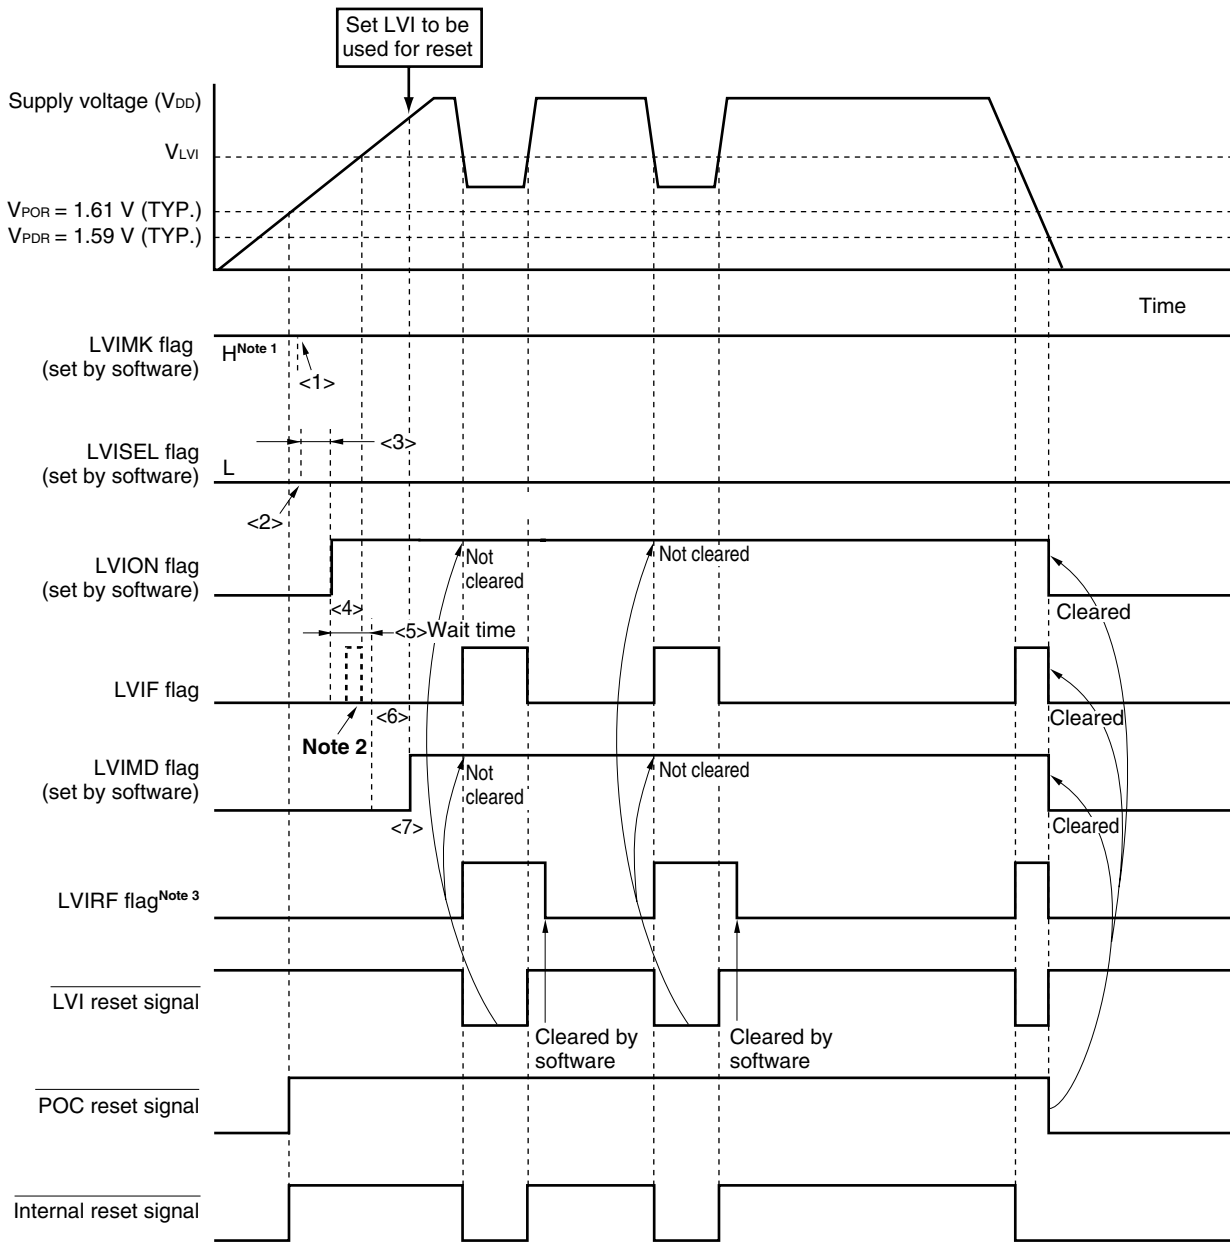 Set LVI to be
used for reset
Supply voltage (VDD)
VLVI
VPOR = 1.61 V (TYP.)
VPDR = 1.59 V (TYP.)
Time
LVIMK flag
(set by software)
H Note 1
<1>
LVISEL flag
(set by software)
L
<3>
<2>
LVION flag
(set by software)
Not
cleared
Not cleared
Cleared
<4>
<5> Wait time
LVIF flag
Note 2
<6>
Cleared
LVIMD flag
(set by software)
Not
cleared
Not cleared
Cleared
<7>
LVIRF flag Note 3
LVI reset signal
Cleared by
software
Cleared by
software
POC reset signal
Internal reset signal